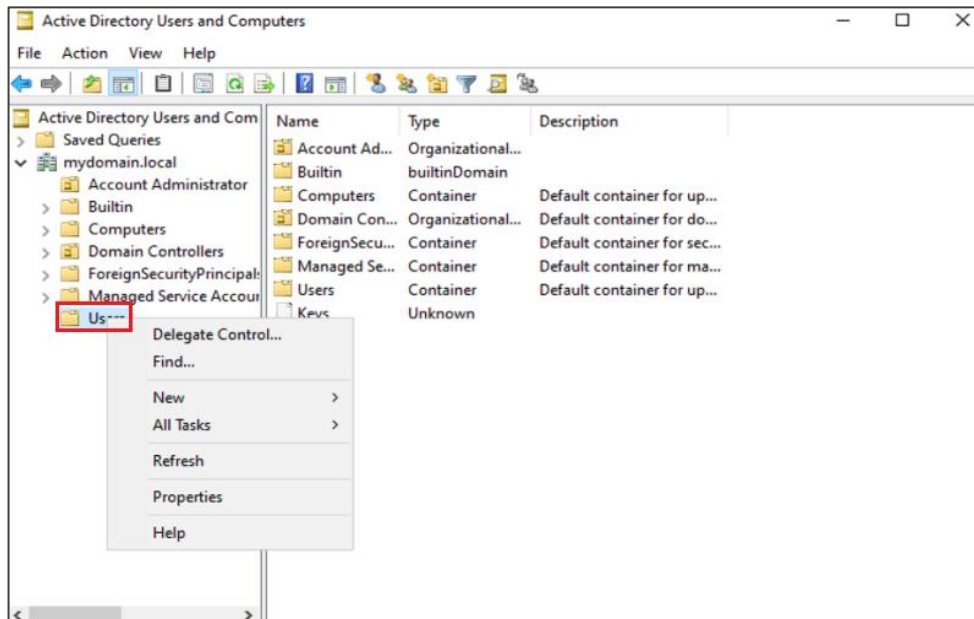 Active Directory Users and Computers
File Action View Help
Active Directory Users and Com
Saved Queries
mydomain.local
Account Administrator
Builtin
Computers
Domain Controllers
ForeignSecurityPrincipals
Managed Service Accour
Name Type Description
Account Ad... Organizational...
Builtin builtinDomain
Computers Container Default container for up...
Domain Con... Organizational... Default container for do...
ForeignSecu... Container Default container for sec...
Managed Se... Container Default container for ma...
Users Container Default container for up...
Keys Unknown
Delegate Control...
Find...
New
All Tasks
Refresh
Properties
Help